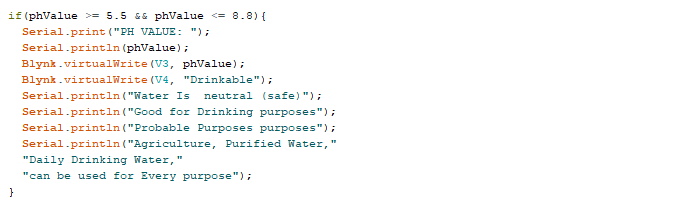 if(phValue >= 5.5 && phValue <= 8.8){
  Serial.print("PH VALUE: ");
  Serial.println(phValue);
  Blynk.virtualWrite(V3, phValue);
  Blynk.virtualWrite(V4, "Drinkable");
  Serial.println("Water Is  neutral (safe)");
  Serial.println("Good for Drinking purposes");
  Serial.println("Probable Purposes purposes");
  Serial.println("Agriculture, Purified Water,"
  "Daily Drinking Water,"
  "can be used for Every purpose");
}